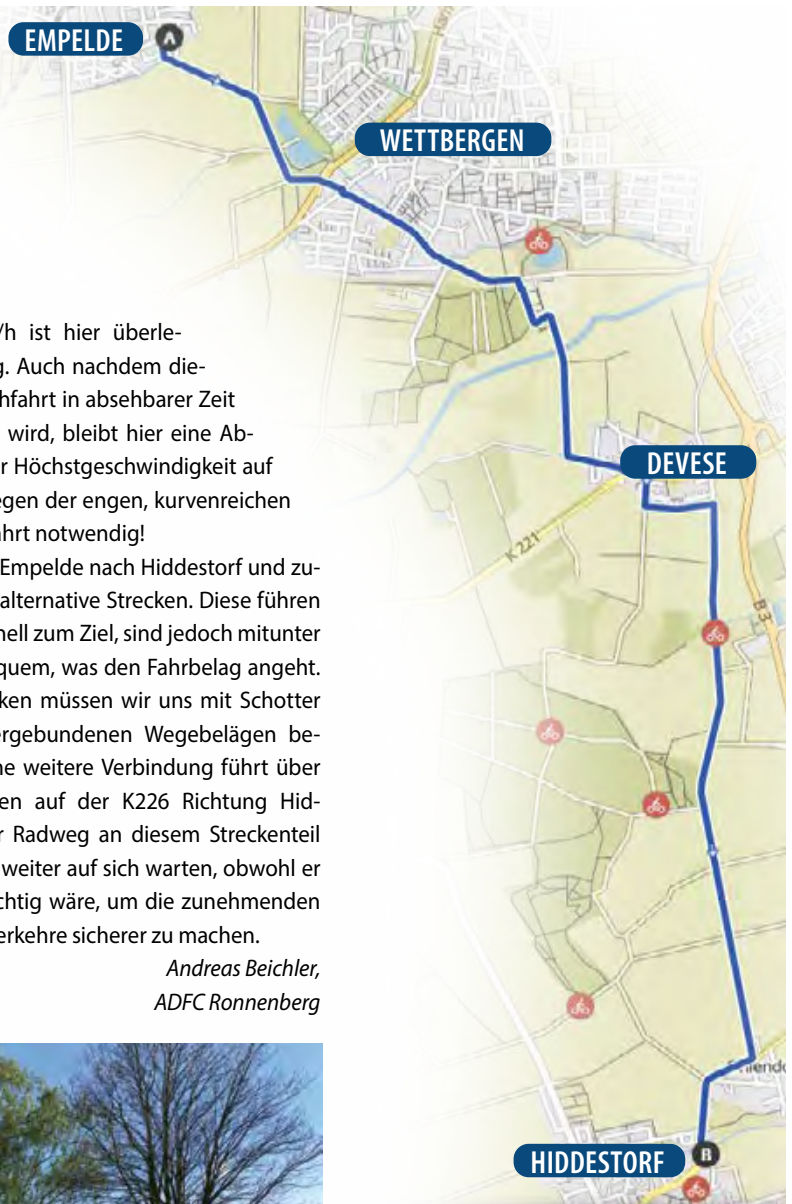 EMPELDE
A
WETTBERGEN
/h ist hier überle-
g. Auch nachdem die-
hfahrt in absehbarer Zeit
wird, bleibt hier eine Ab-
r Höchstgeschwindigkeit auf
egen der engen, kurvenreichen
ahrt notwendig!
Empelde nach Hiddestorf und zu-
alternative Strecken. Diese führen
nell zum Ziel, sind jedoch mitunter
quem, was den Fahrbelag angeht.
ken müssen wir uns mit Schotter
ergebundenen Wegebelägen be-
ne weitere Verbindung führt über
en auf der K226 Richtung Hid-
r Radweg an diesem Streckenteil
weiter auf sich warten, obwohl er
chtig wäre, um die zunehmenden
erkehre sicherer zu machen.
Andreas Beichler,
ADFC Ronnenberg
DEVESE
K 221
B 3
HIDDESTORF
B